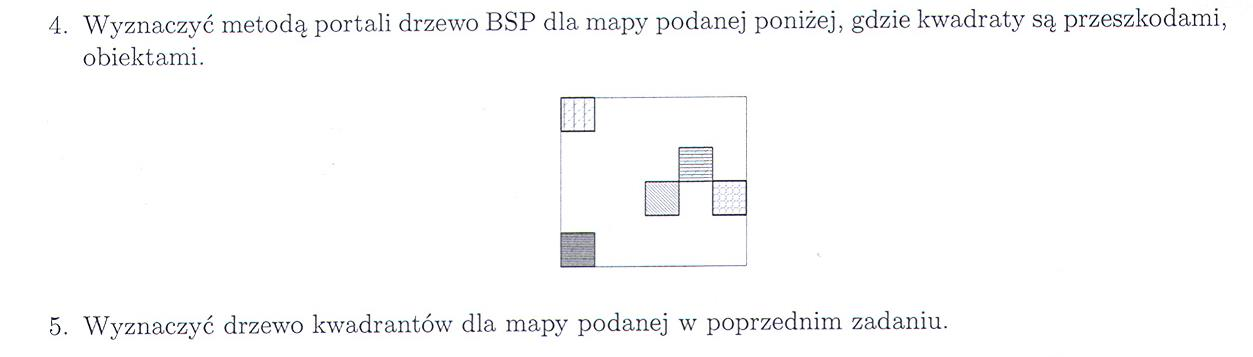 4. Wyznaczyć metodą portali drzewo BSP dla mapy podanej poniżej, gdzie kwadraty są przeszkodami,
obiektami.
5. Wyznaczyć drzewo kwadrantów dla mapy podanej w poprzednim zadaniu.